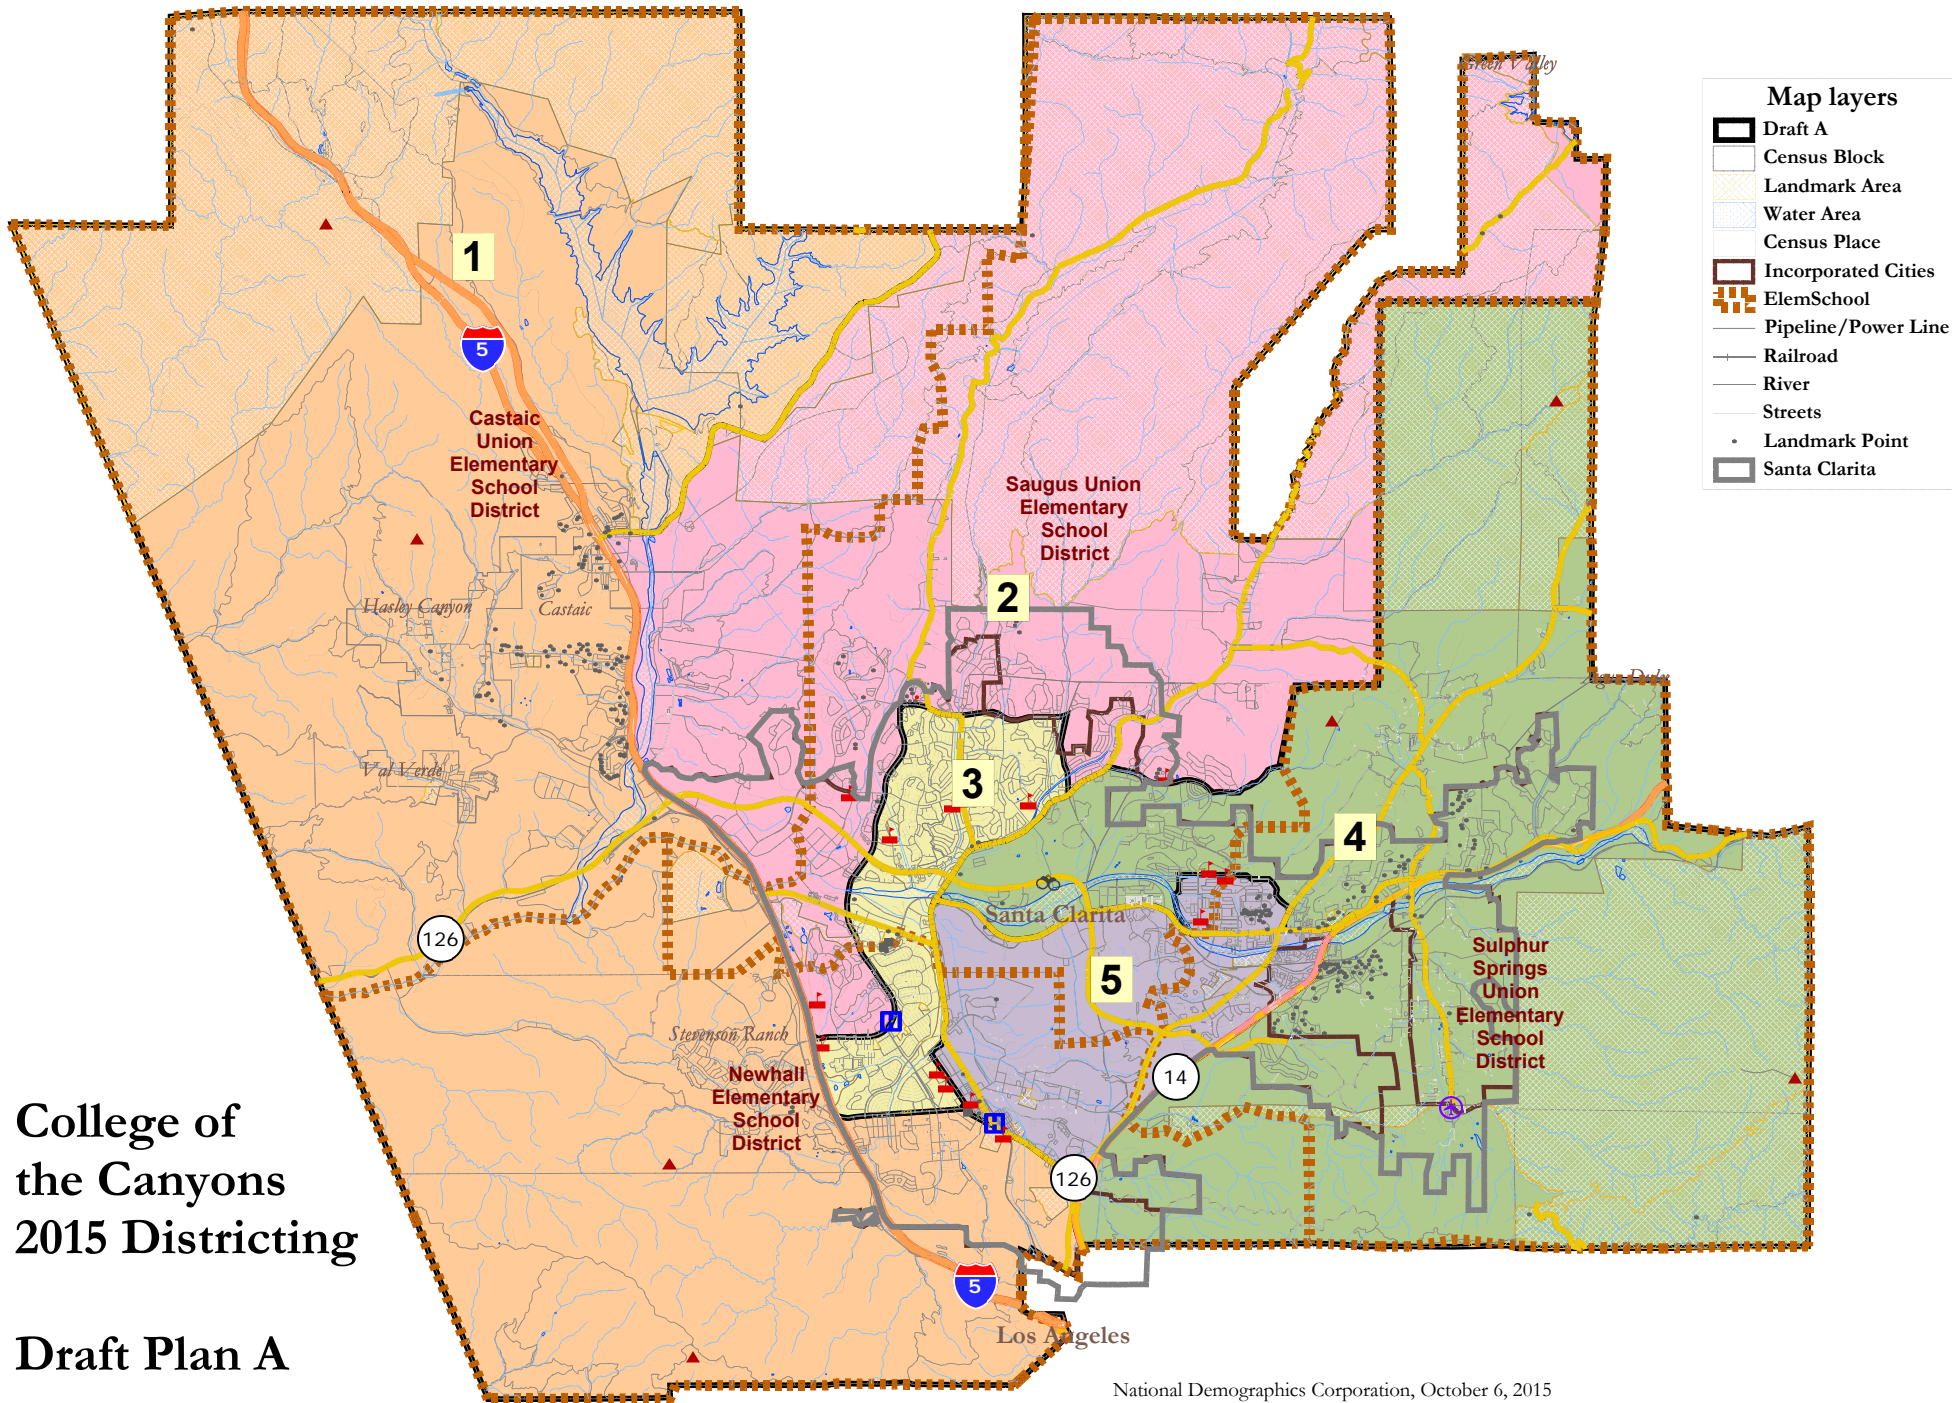 Green Valley
Map layers
Draft A
Census Block
Landmark Area
Water Area
Census Place
Incorporated Cities
ElemSchool
Pipeline/Power Line
Railroad
River
Streets
Landmark Point
Santa Clarita
1
5
Castaic
Union
Elementary
School
District
Saugus Union
Elementary
School
District
2
Hasley Canyon
Castaic
Val Verde
3
4
Santa Clarita
126
5
Sulphur
Springs
Union
Elementary
School
District
Stevenson Ranch
Newhall
Elementary
School
District
14
H
H
126
5
Los Angeles
College of
the Canyons
2015 Districting
Draft Plan A
National Demographics Corporation, October 6, 2015